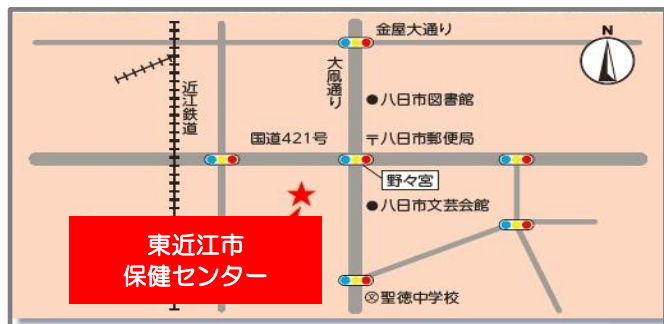 金屋大通り
N
大凧通り
近江鉄道
●八日市図書館
国道421号
〒八日市郵便局
野々宮
●八日市文芸会館
東近江市
保健センター
㊫聖徳中学校